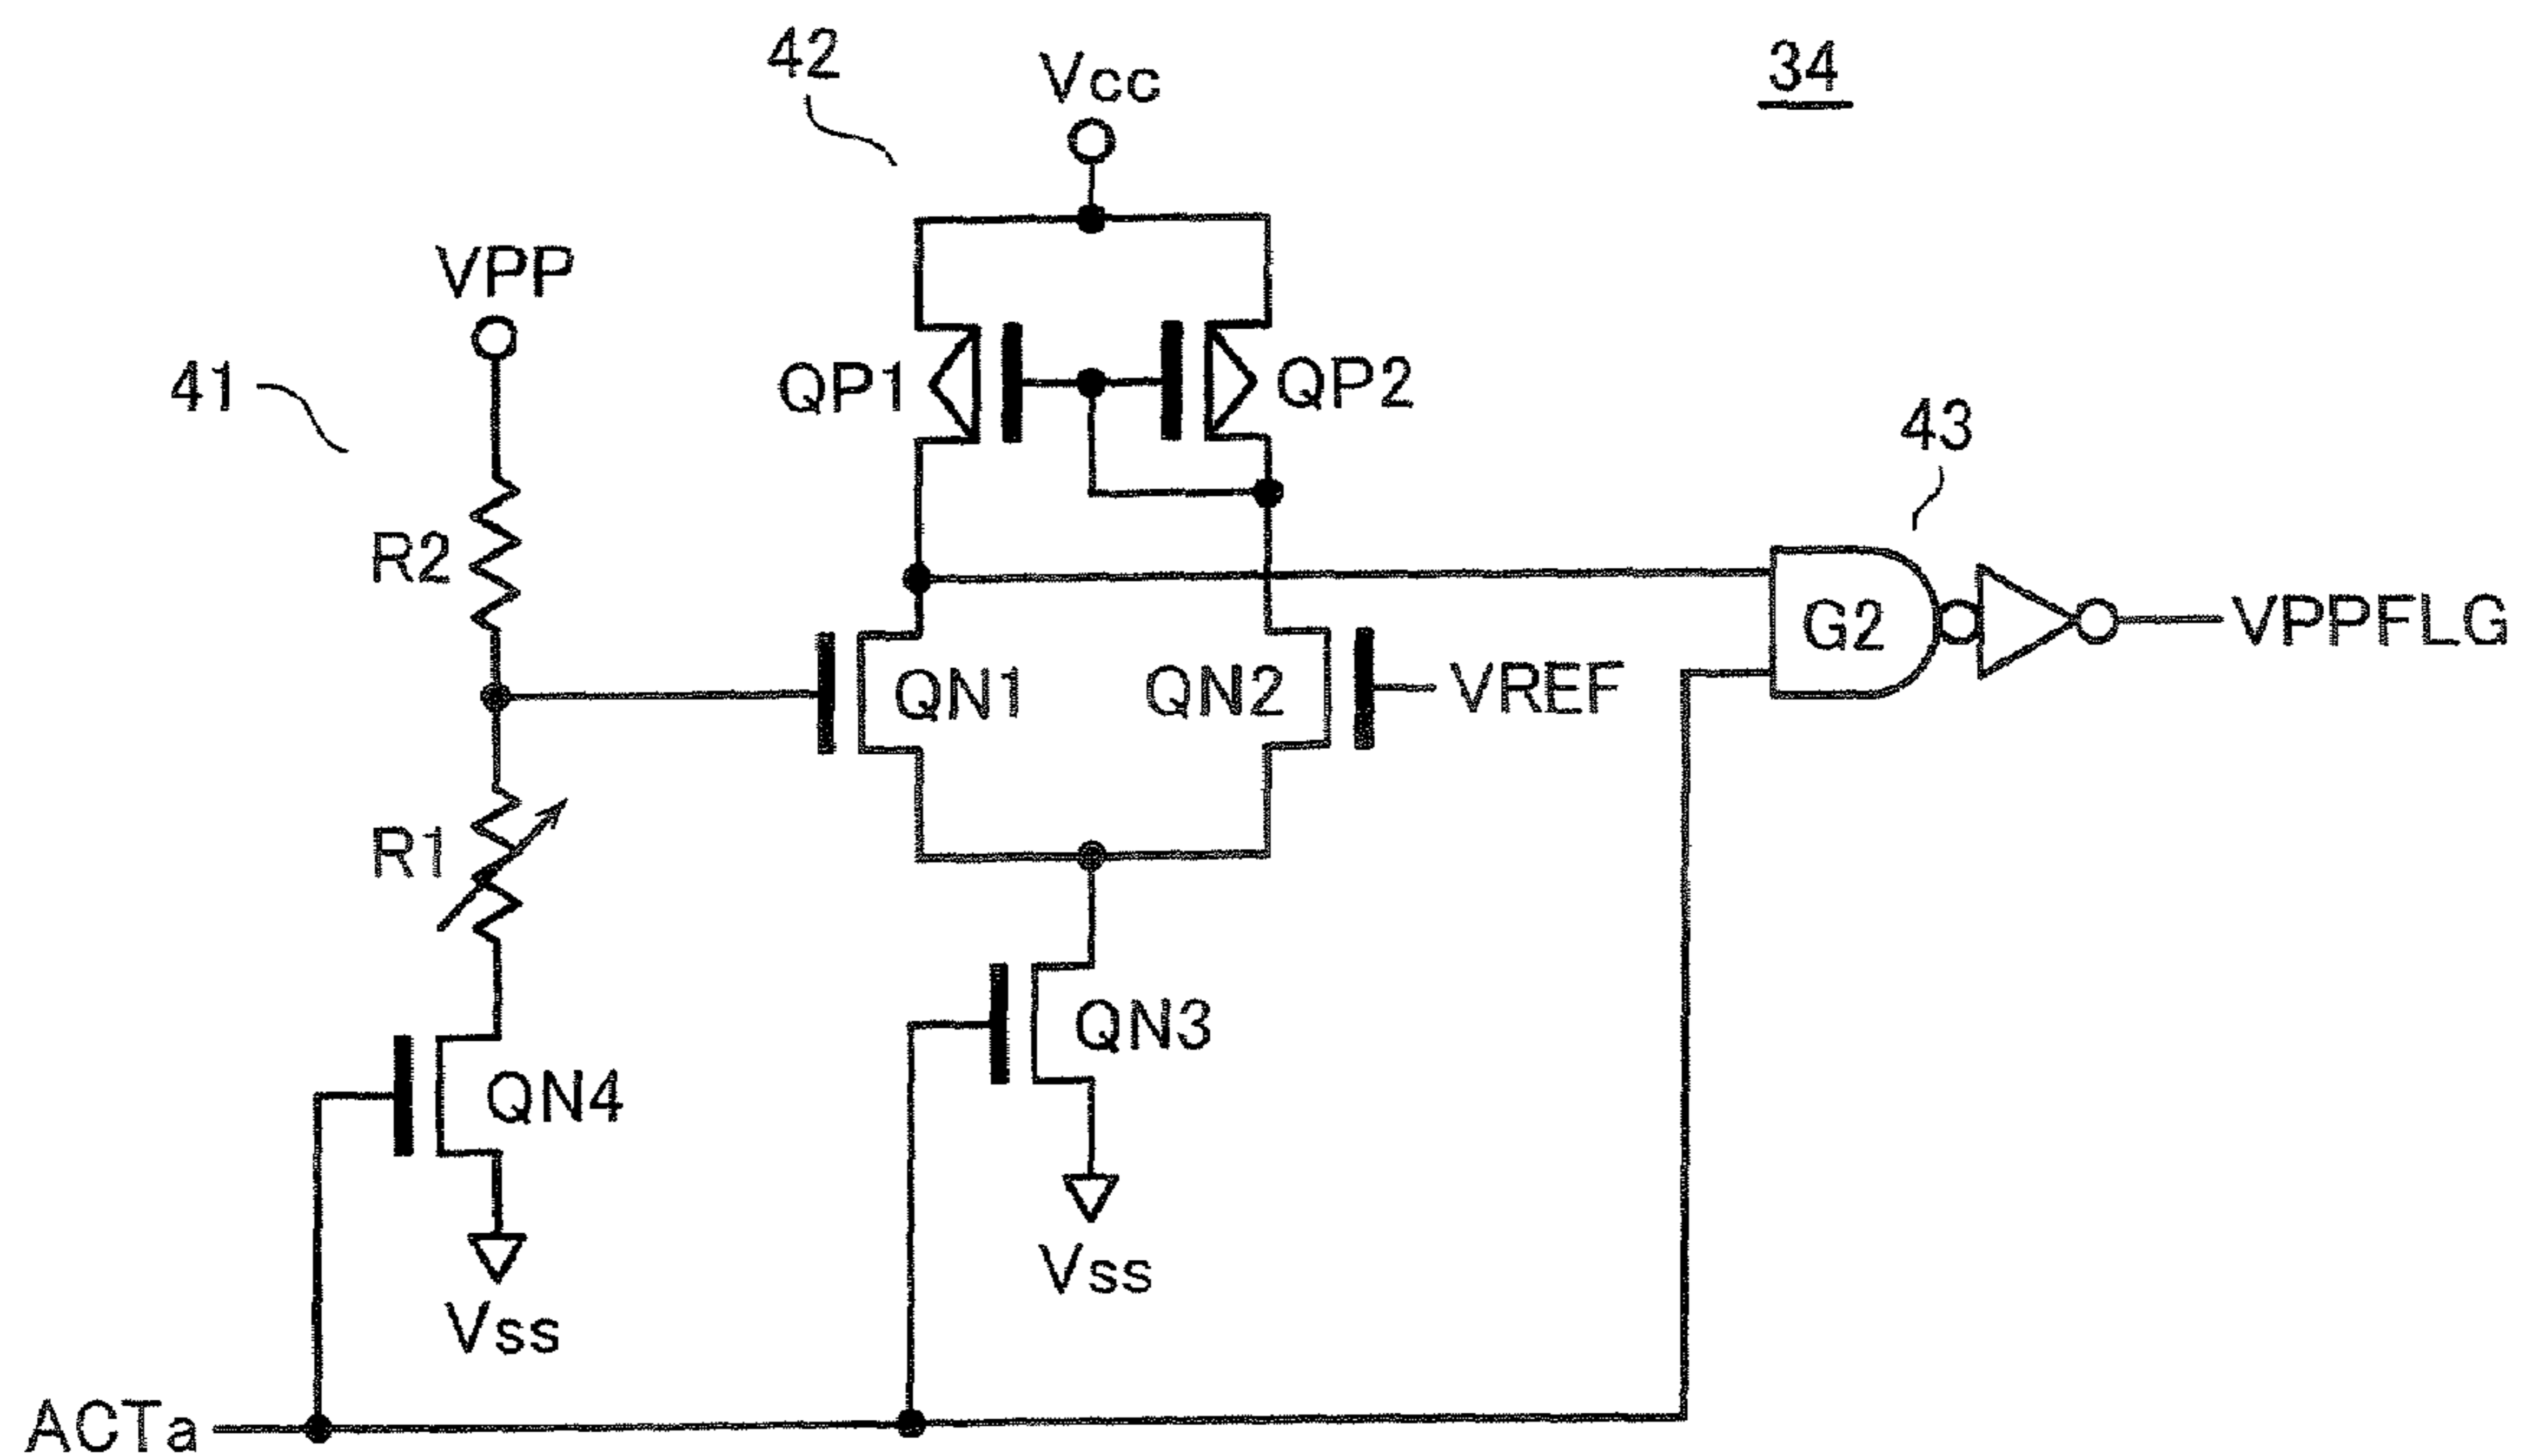 42
Vcc
34
VPP
41
QP1
QP2
43
R2
G2
VPPFLG
QN1
QN2
VREF
R1
QN3
QN4
Vss
Vss
ACTa